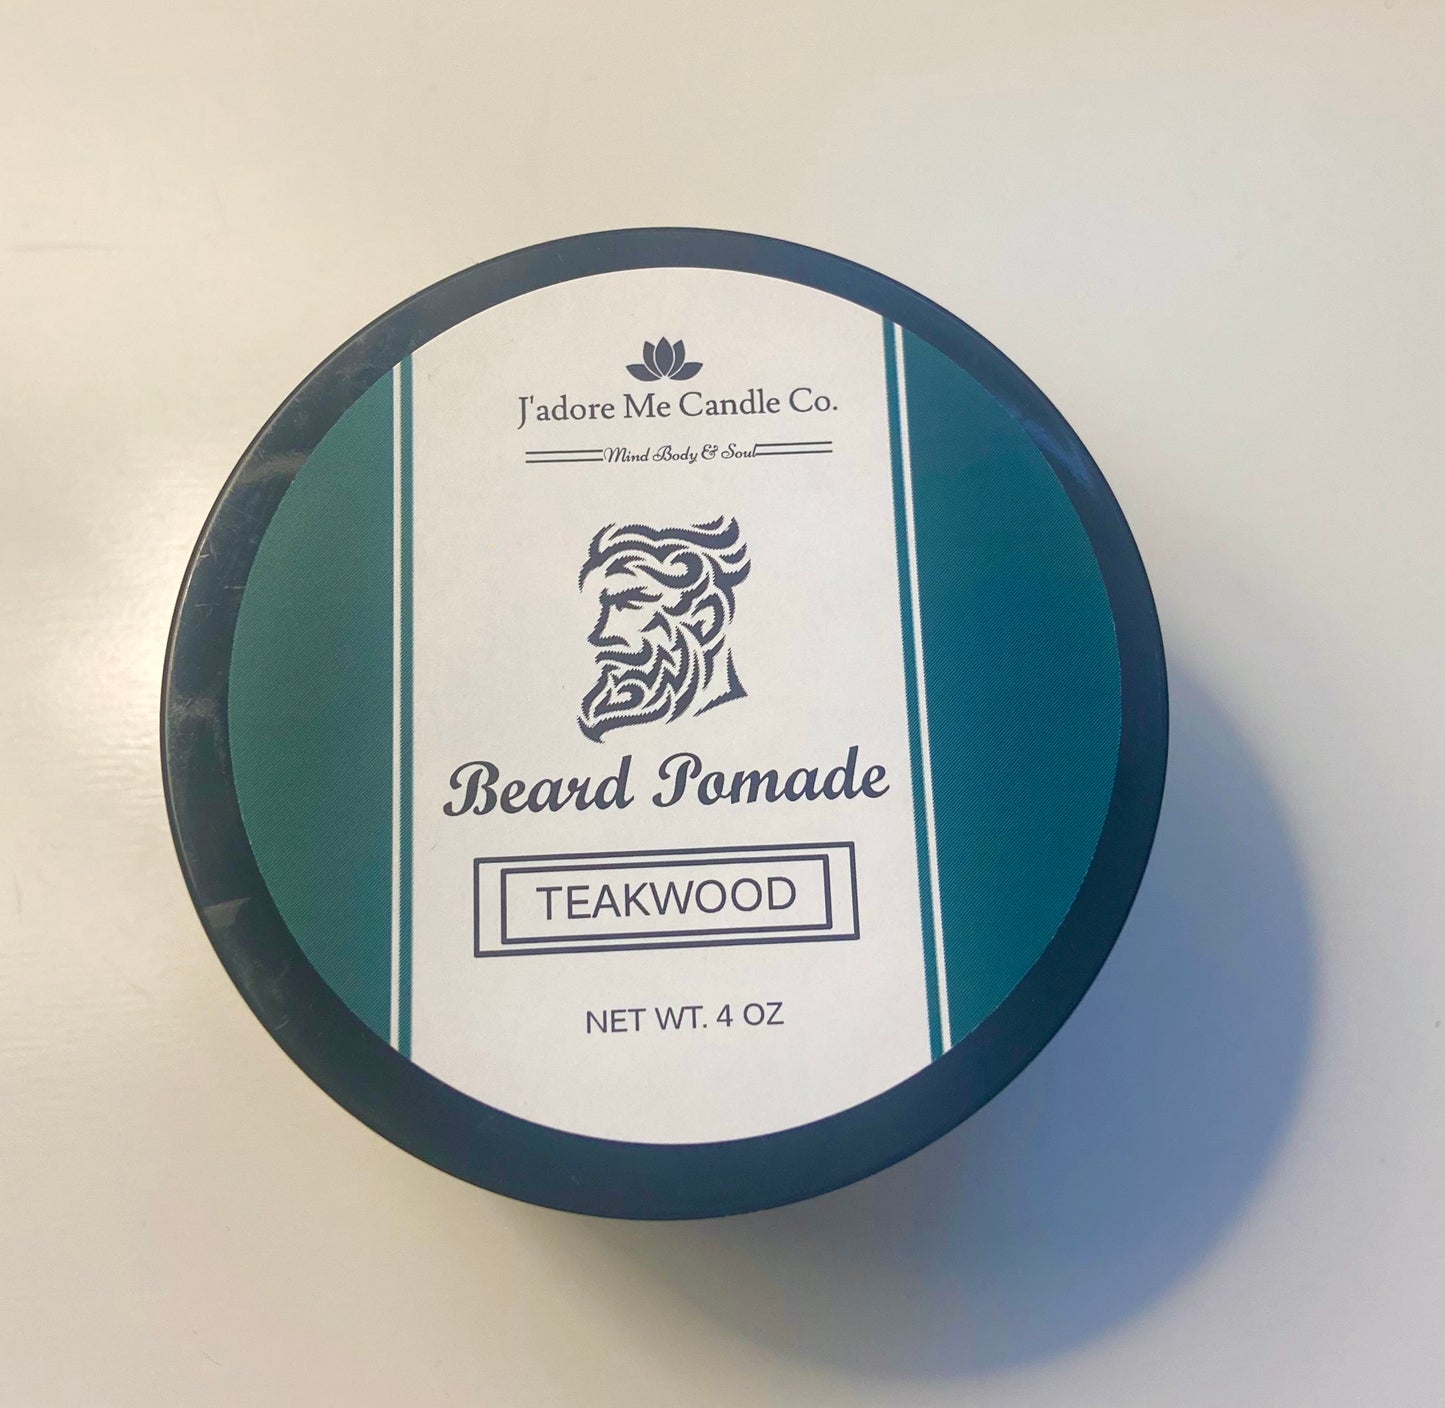 J'adore Me Candle Co.
Mind Body & Soul
Beard Pomade
TEAKWOOD
NET WT. 4 OZ